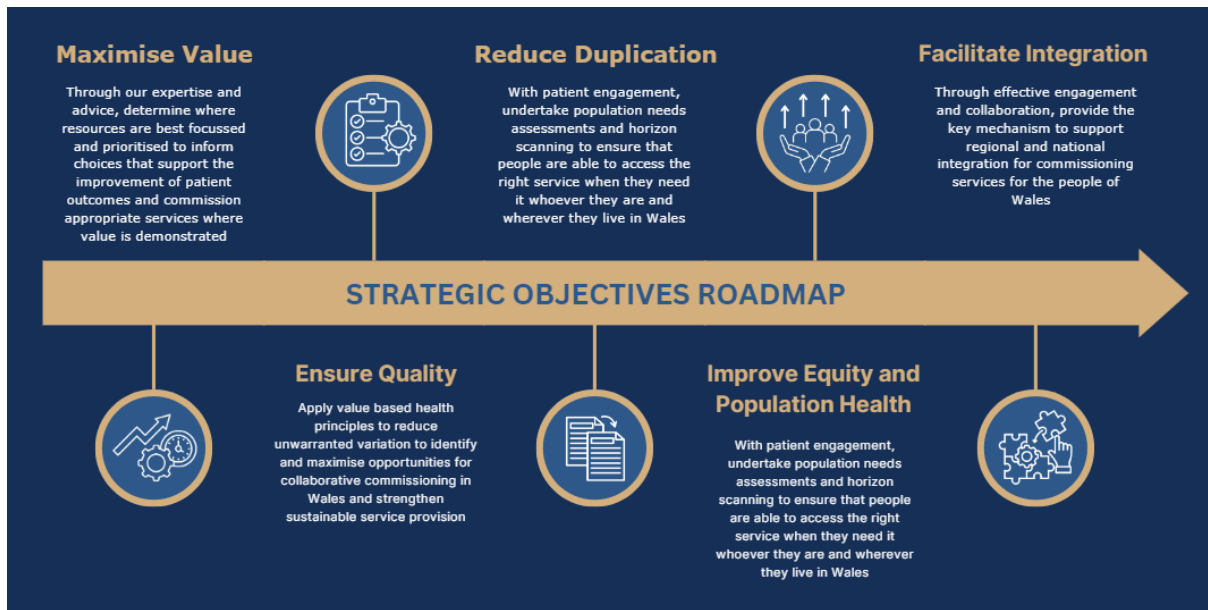 Maximise Value
Through our expertise and
advice, determine where
resources are best focussed
and prioritised to inform
choices that support the
improvement of patient
outcomes and commission
appropriate services where
value is demonstrated
Reduce Duplication
With patient engagement,
undertake population needs
assessments and horizon
scanning to ensure that
people are able to access the
right service when they need
it whoever they are and
wherever they live in Wales
Facilitate Integration
Through effective engagement
and collaboration, provide the
key mechanism to support
regional and national
integration for commissioning
services for the people of
Wales
STRATEGIC OBJECTIVES ROADMAP
Ensure Quality
Apply value based health
principles to reduce
unwarranted variation to identify
and maximise opportunities for
collaborative commissioning in
Wales and strengthen
sustainable service provision
Improve Equity and
Population Health
With patient engagement,
undertake population needs
assessments and horizon
scanning to ensure that people
are able to access the right
service when they need it
whoever they are and wherever
they live in Wales